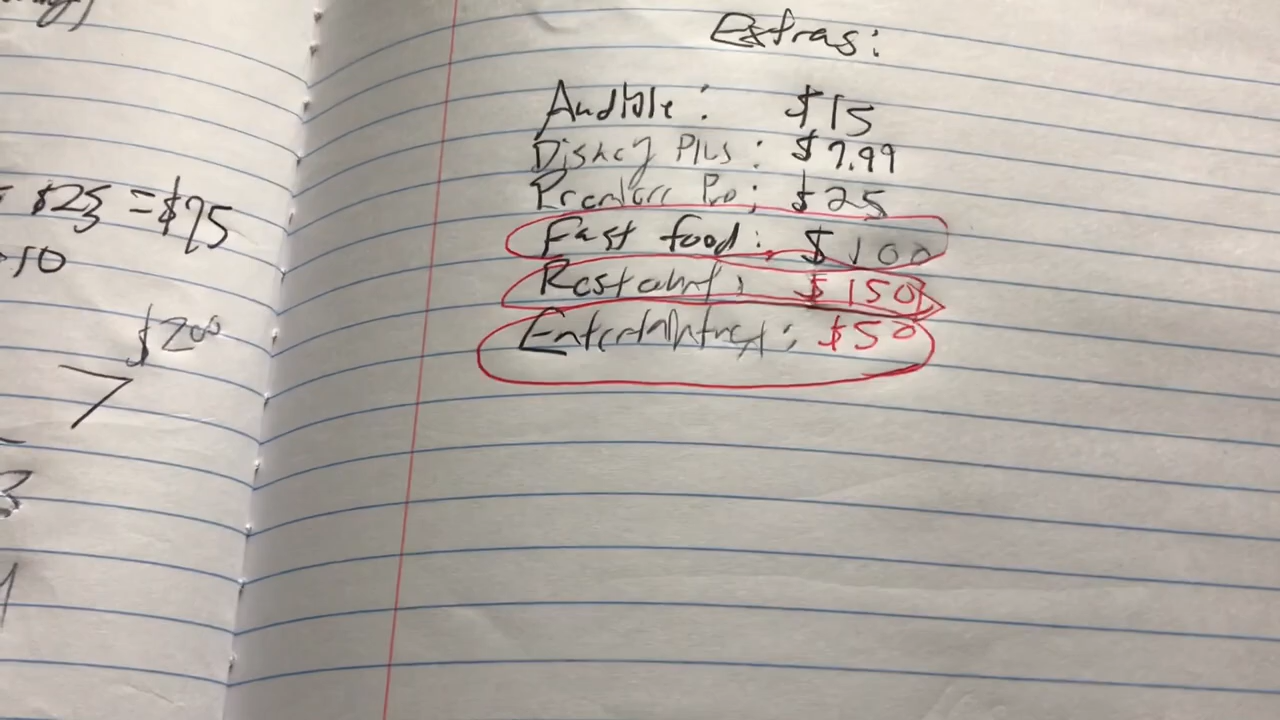 Extras:
Audible: $15
Disney Plus: $7.99
Premiere Pro: $25
Fast food: $100
Restaurant: $150
Entertainment: $50
= $25 = $75
10
$200